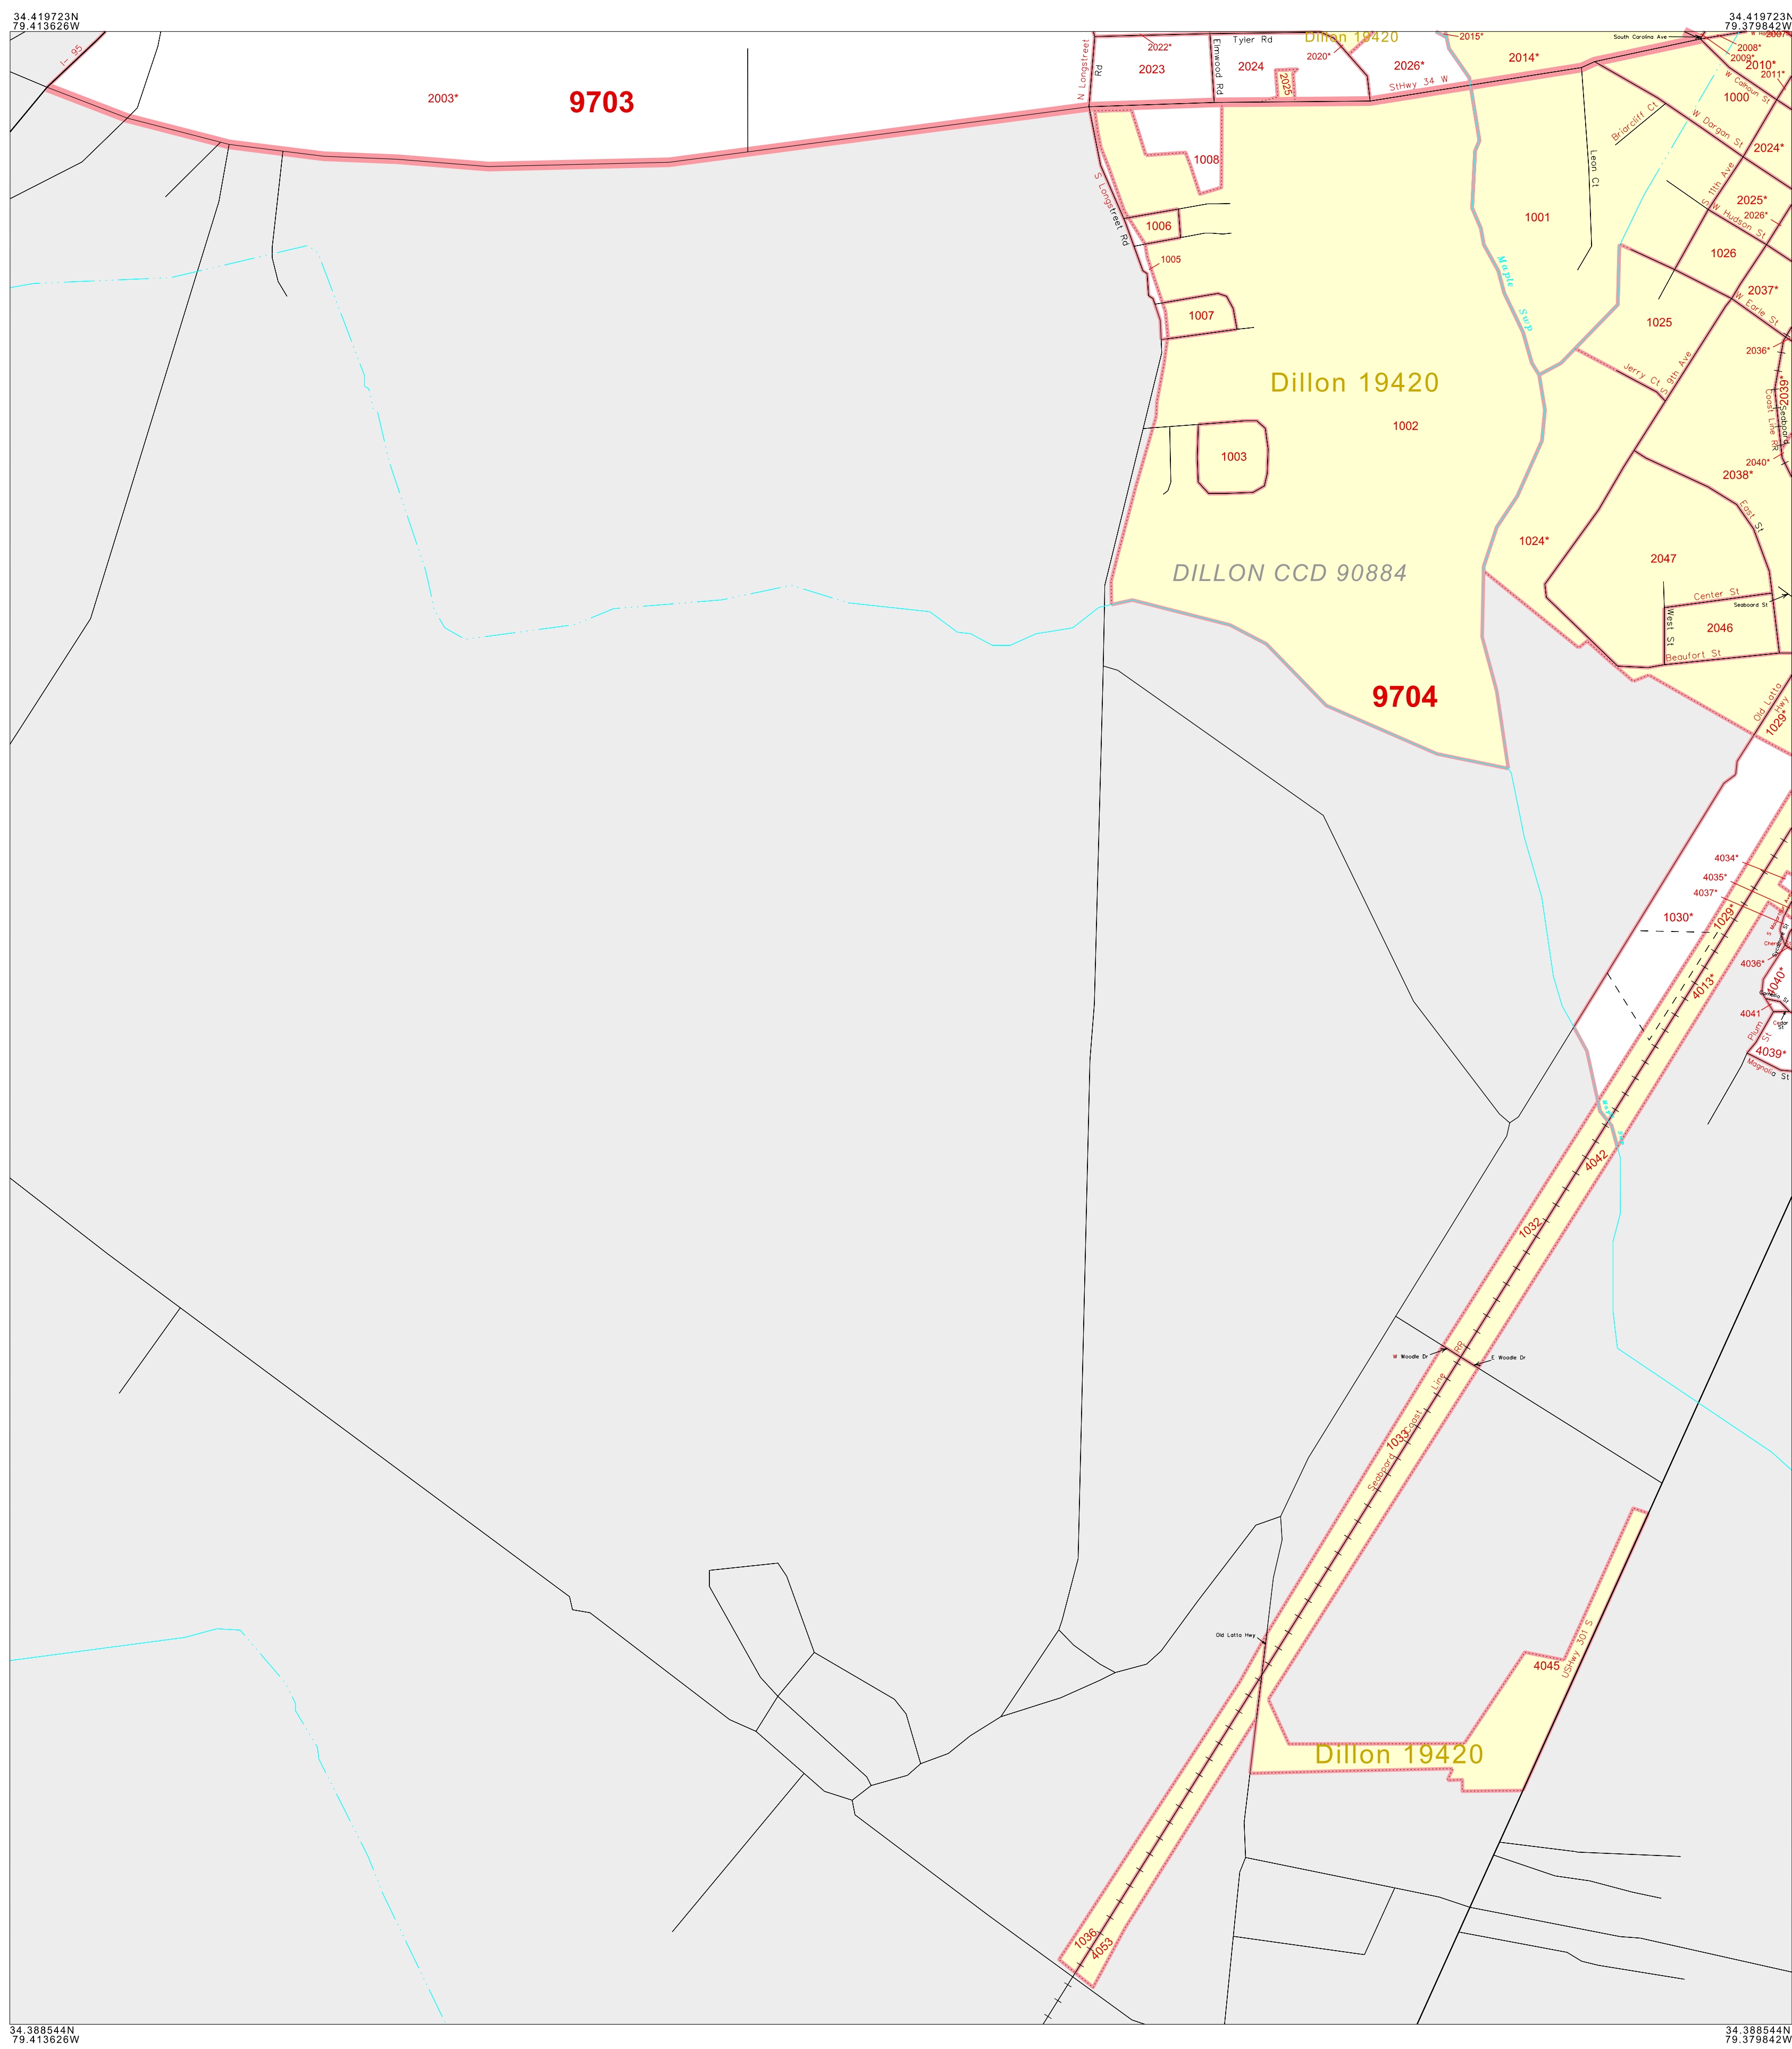 34.419723N
79.413626W
34.419723N
79.379842W
I- 95
2003*
9703
N Longstreet
Rd
2022*
2023
Elmwood Rd
Tyler Rd
2024
2025
2020*
Dillon 19420
2026*
StHwy 34 W
2015*
2014*
South Carolina Ave
2007*
2008*
2009*
2010*
2011*
W Calhoun St
1000
W Dargan St
2024*
Briarcliff Ct
Leon Ct
11th Ave
S
2025*
2026*
W Hudson St
1026
2037*
W Earle St
1008
S Longstreet Rd
1006
1005
1007
1001
Maple
Swp
1025
2036*
Jerry Ct
S 9th Ave
2039*
Coast Line RR
Seaboard
2040*
2038*
Dillon 19420
1002
1003
East St
1024*
2047
DILLON CCD 90884
Center St
Seaboard St
West St
2046
Beaufort St
9704
Old Latta
Hwy
1029*
4034*
4035*
4037*
1030*
1029*
4036*
4040*
4013*
4041
Cedar
St
Plum
St
4039*
Magnolia St
4042
1032
W Woodle Dr
E Woodle Dr
Seaboard Coast Line RR
1033
Old Latta Hwy
4045
USHwy 301 S
Dillon 19420
1036
4053
34.388544N
79.413626W
34.388544N
79.379842W